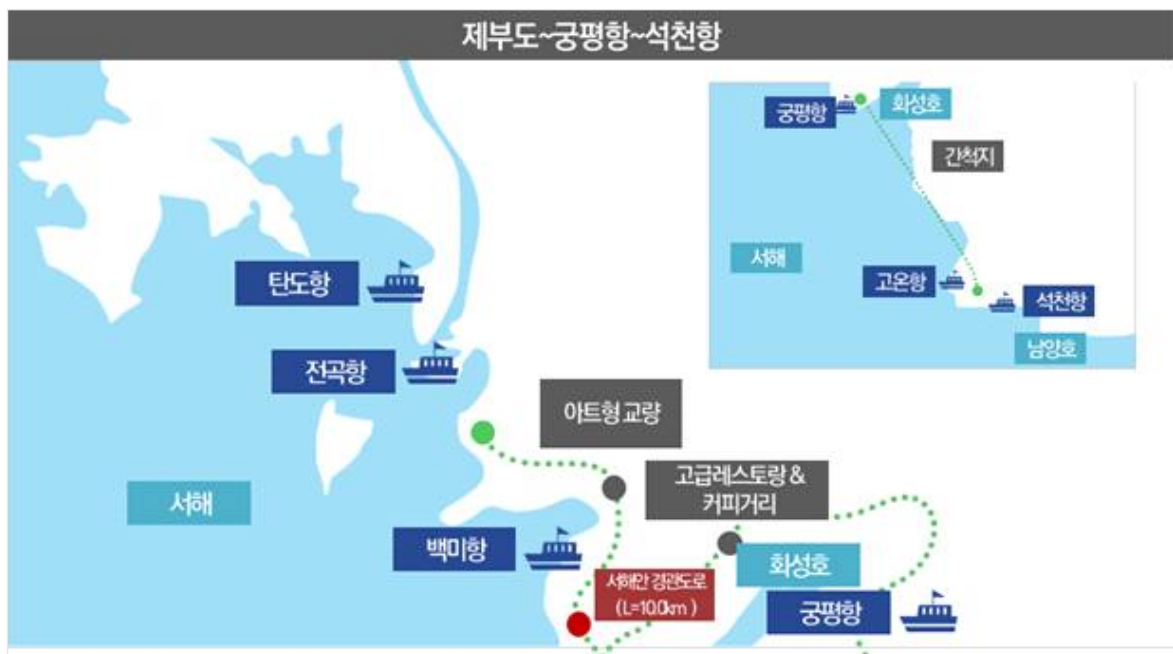 제부도~궁평항~석천항
궁평항
화성호
간척지
서해
고온항
석천항
남양호
탄도항
전곡항
아트형 교량
고급레스토랑 &
커피거리
서해
백미항
서해안 경관도로
(L=10.0km )
화성호
궁평항